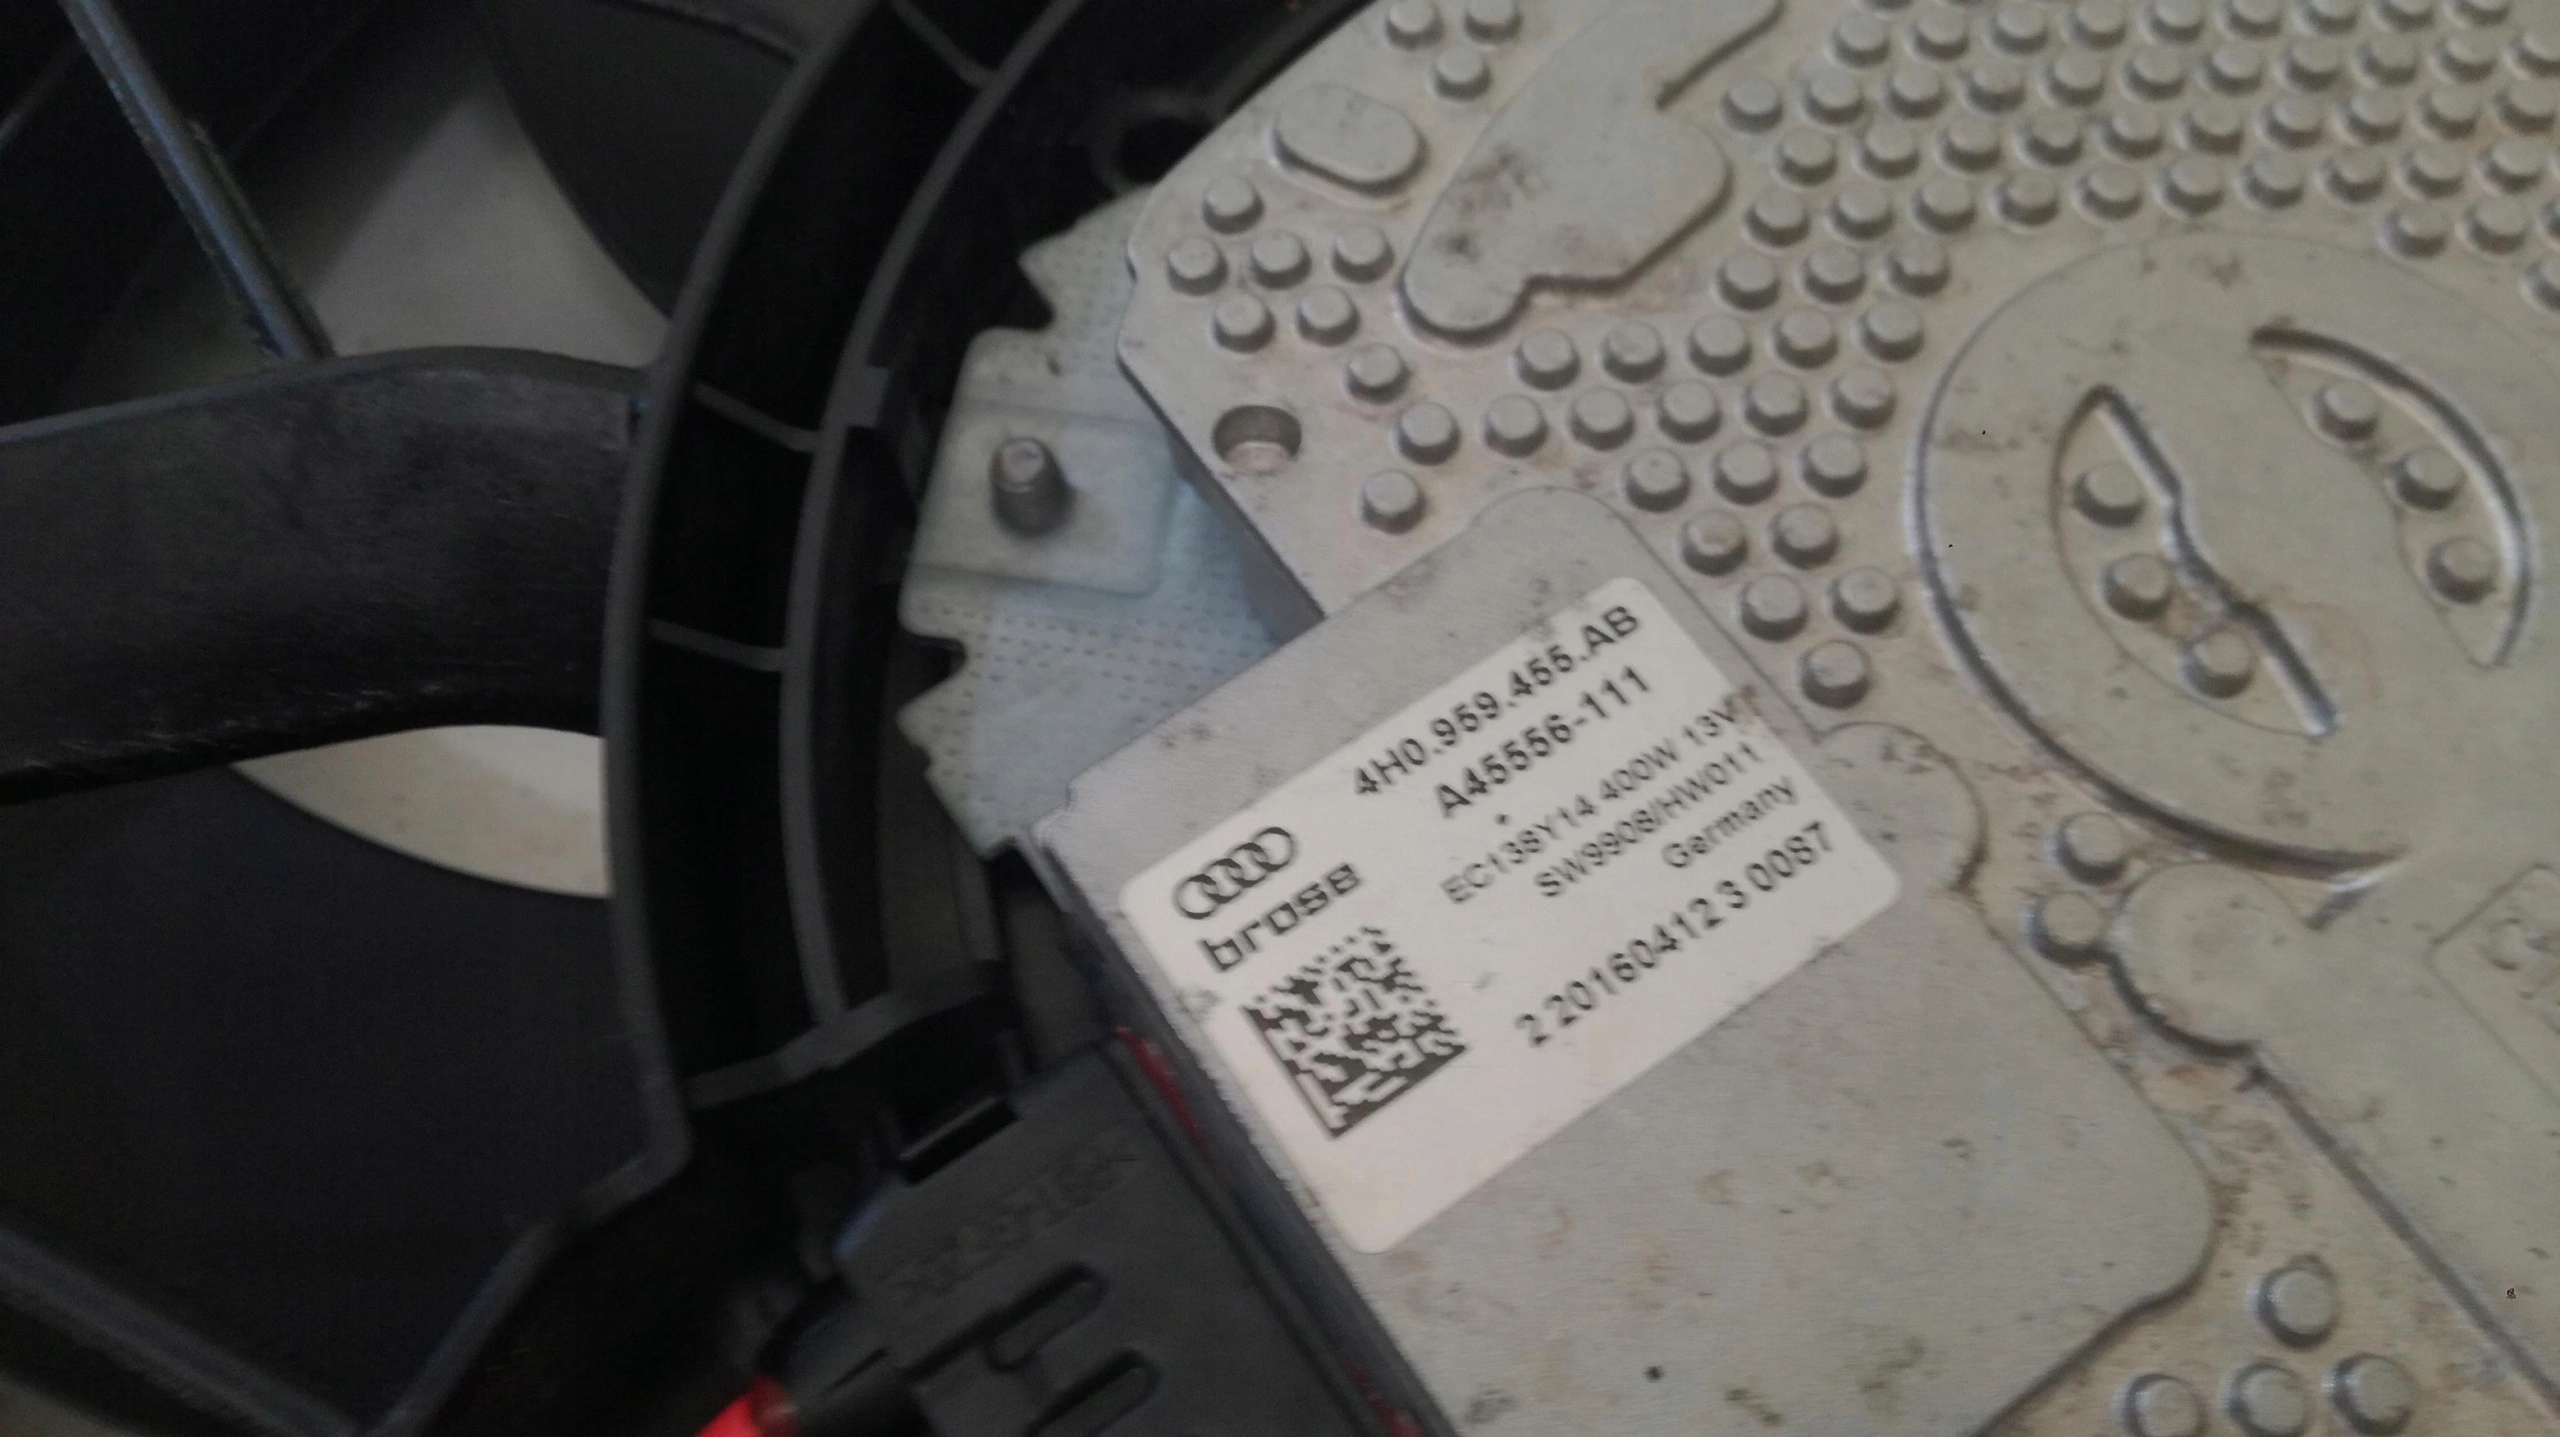 4H0.959.455.AB
A45556-111
EC138Y14 400W 13V
SW9908/HW011
Germany
brose
2 20160412 3 0087